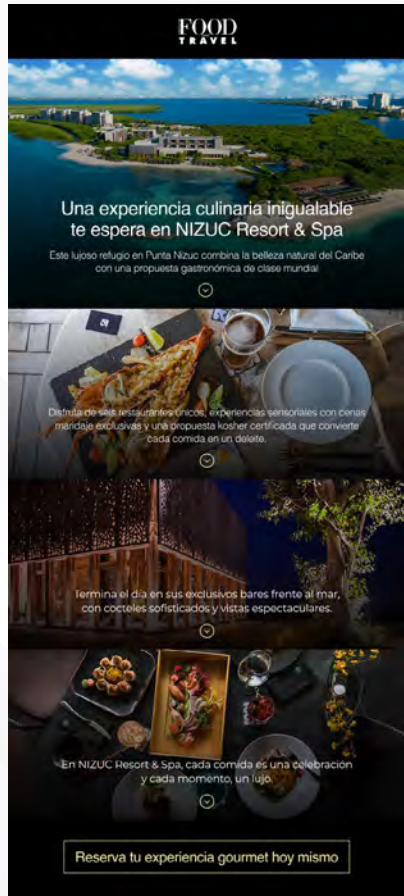 FOOD
TRAVEL
Una experiencia culinaria inigualable
te espera en NIZUC Resort & Spa
Este lujoso refugio en Punta Nizuc combina la belleza natural del Caribe
con una propuesta gastronómica de clase mundial
Disfruta de seis restaurantes únicos, experiencias sensoriales con cenas
maridaje exclusivas y una propuesta kosher certificada que convierte
cada comida en un deleite.
Termina el día en sus exclusivos bares frente al mar,
con cocteles sofisticados y vistas espectaculares.
En NIZUC Resort & Spa, cada comida es una celebración
y cada momento, un lujo.
Reserva tu experiencia gourmet hoy mismo